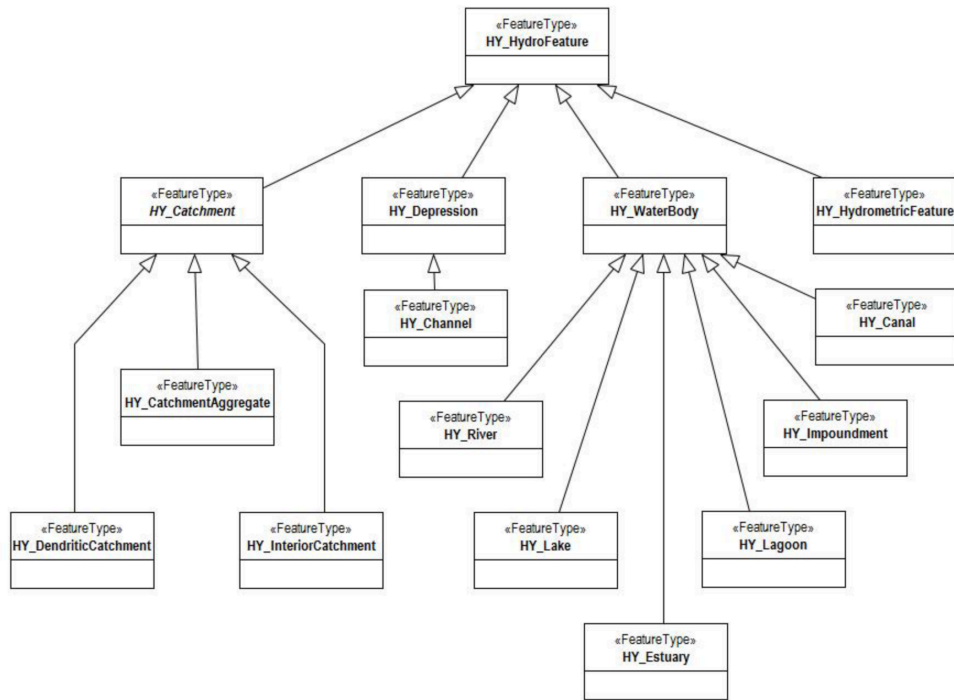 «FeatureType»
HY_HydroFeature
«FeatureType»
HY_Catchment
«FeatureType»
HY_Depression
«FeatureType»
HY_WaterBody
«FeatureType»
HY_HydrometricFeature
«FeatureType»
HY_Channel
«FeatureType»
HY_Canal
«FeatureType»
HY_CatchmentAggregate
«FeatureType»
HY_River
«FeatureType»
HY_Impoundment
«FeatureType»
HY_DendriticCatchment
«FeatureType»
HY_InteriorCatchment
«FeatureType»
HY_Lake
«FeatureType»
HY_Lagoon
«FeatureType»
HY_Estuary